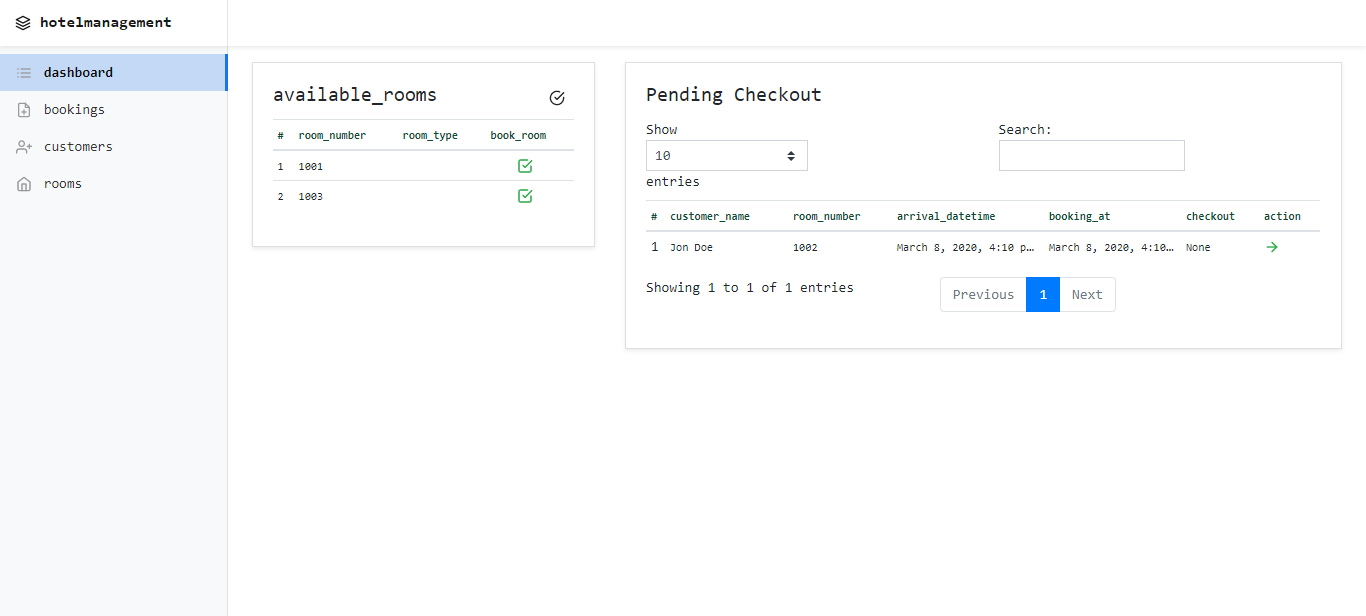 hotelmanagement
dashboard
bookings
customers
rooms
available_rooms
# room_number room_type book_room
1 1001
2 1003
Pending Checkout
Show Search:
10
entries
# customer_name room_number arrival_datetime booking_at checkout action
1 Jon Doe 1002 March 8, 2020, 4:10 p… March 8, 2020, 4:10… None
Showing 1 to 1 of 1 entries
Previous 1 Next